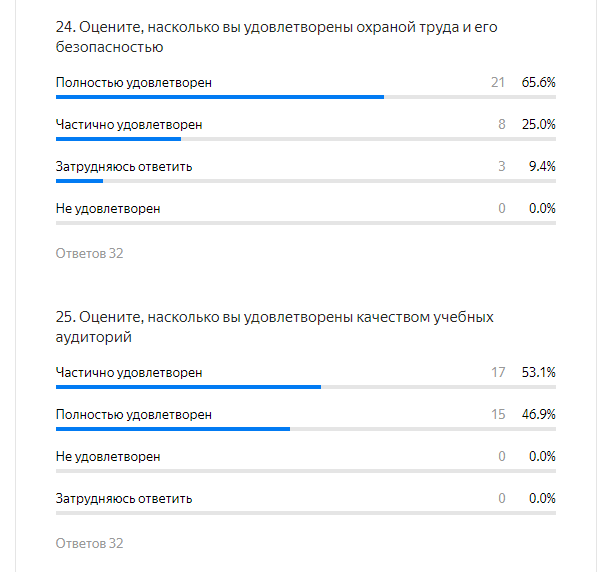 24. Оцените, насколько вы удовлетворены охраной труда и его
безопасностью
Полностью удовлетворен 21 65.6%
Частично удовлетворен 8 25.0%
Затрудняюсь ответить 3 9.4%
Не удовлетворен 0 0.0%
Ответов 32
25. Оцените, насколько вы удовлетворены качеством учебных
аудиторий
Частично удовлетворен 17 53.1%
Полностью удовлетворен 15 46.9%
Не удовлетворен 0 0.0%
Затрудняюсь ответить 0 0.0%
Ответов 32